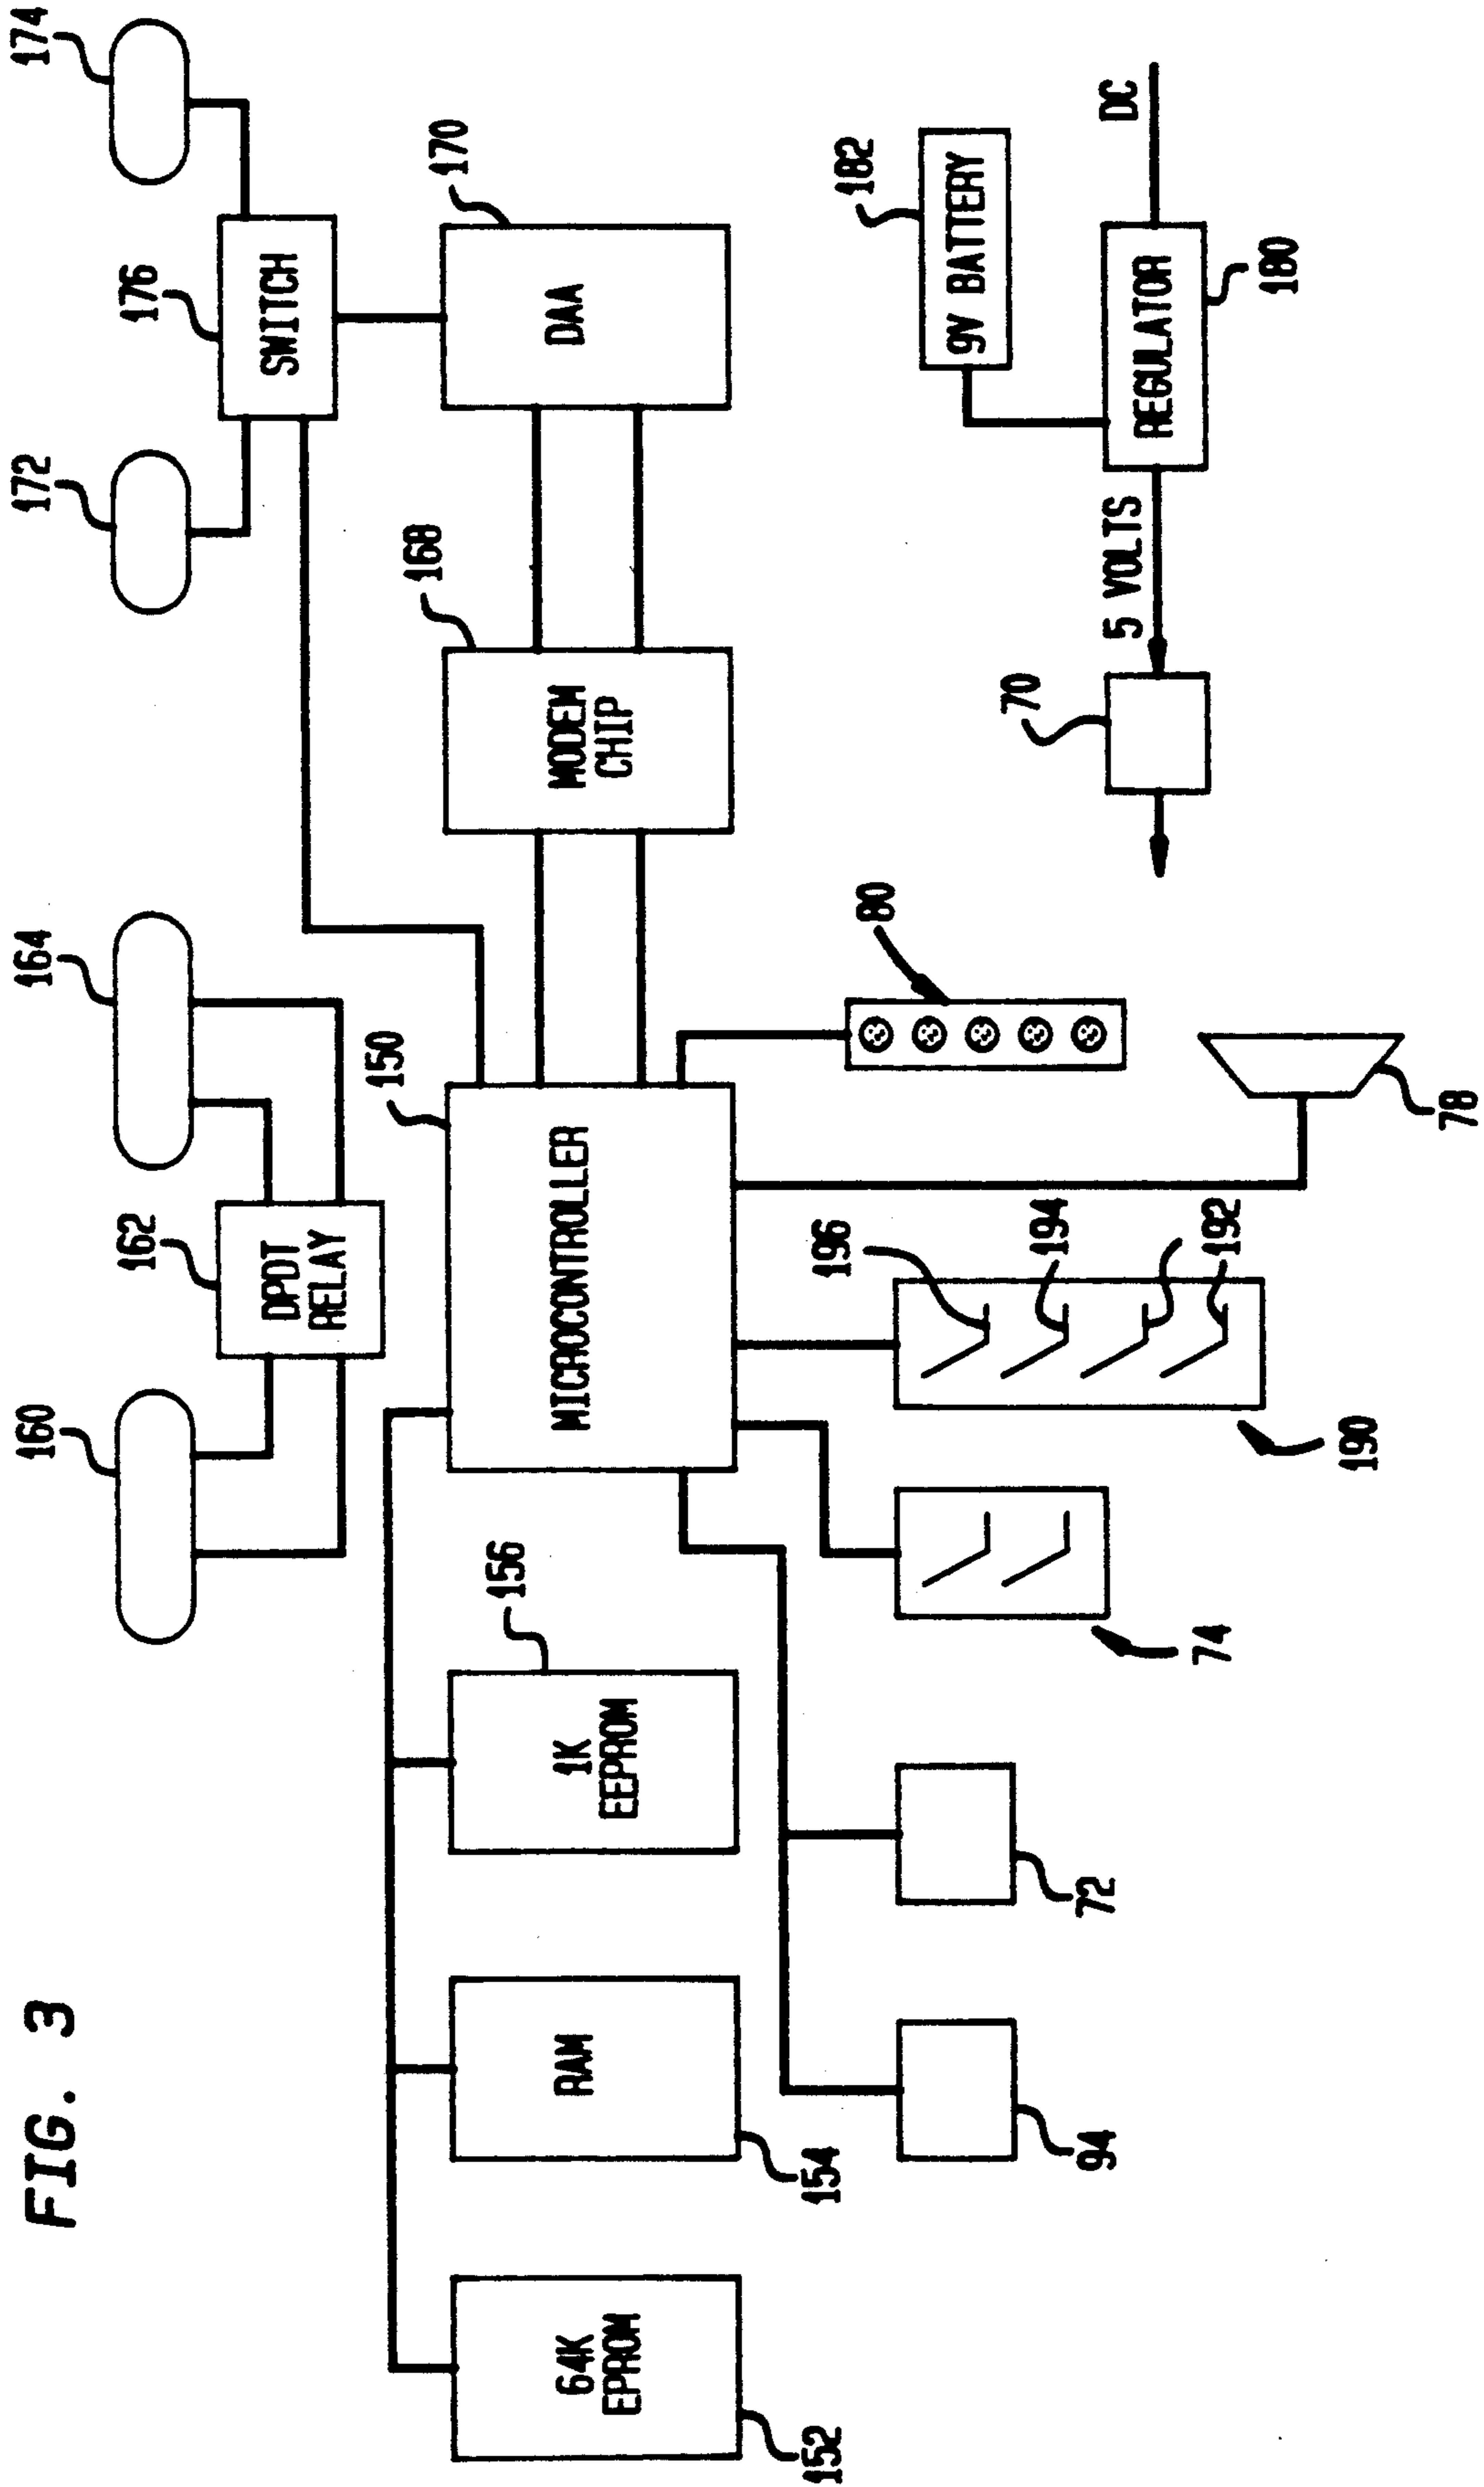 FIG. 3
160
162
164
172
176
174
DPDT
RELAY
SWITCH
156
150
168
170
64K
EPROM
RAM
1K
EEPROM
MICROCONTROLLER
MODEM
CHIP
DAA
152
154
94
72
74
190
196
194
192
80
78
70
5 VOLTS
182
9V BATTERY
REGULATOR
DC
180